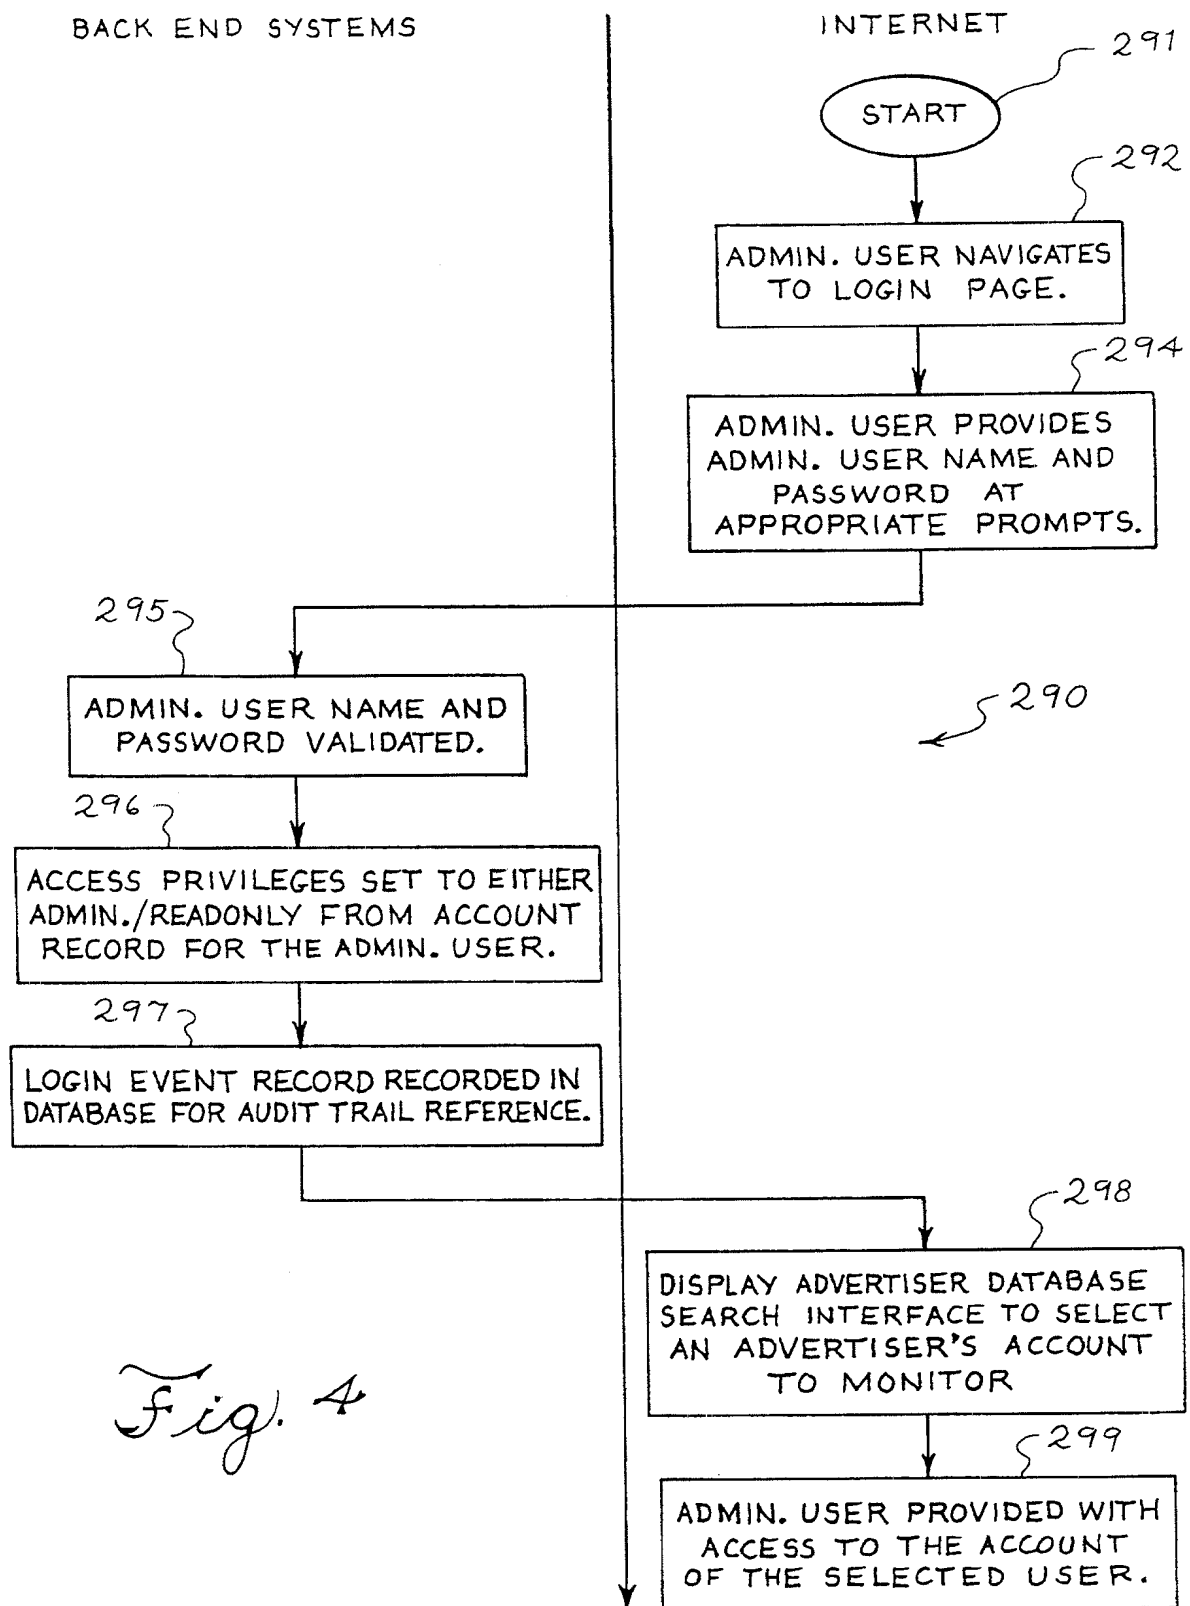 BACK END SYSTEMS
INTERNET
291
START
292
ADMIN. USER NAVIGATES
TO LOGIN PAGE.
294
ADMIN. USER PROVIDES
ADMIN. USER NAME AND
PASSWORD AT
APPROPRIATE PROMPTS.
295
ADMIN. USER NAME AND
PASSWORD VALIDATED.
290
296
ACCESS PRIVILEGES SET TO EITHER
ADMIN./READONLY FROM ACCOUNT
RECORD FOR THE ADMIN. USER.
297
LOGIN EVENT RECORD RECORDED IN
DATABASE FOR AUDIT TRAIL REFERENCE.
298
DISPLAY ADVERTISER DATABASE
SEARCH INTERFACE TO SELECT
AN ADVERTISER'S ACCOUNT
TO MONITOR
Fig. 4
299
ADMIN. USER PROVIDED WITH
ACCESS TO THE ACCOUNT
OF THE SELECTED USER.